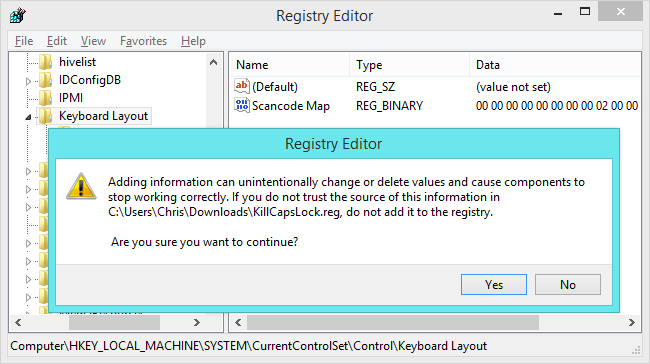 Registry Editor
File Edit View Favorites Help
hivelist
IDConfigDB
IPMI
Keyboard Layout
Name Type Data
(Default) REG_SZ (value not set)
Scancode Map REG_BINARY 00 00 00 00 00 00 00 00 02 00 00
Registry Editor
Adding information can unintentionally change or delete values and cause components to
stop working correctly. If you do not trust the source of this information in
C:\Users\Chris\Downloads\KillCapsLock.reg, do not add it to the registry.
Are you sure you want to continue?
Yes No
Computer\HKEY_LOCAL_MACHINE\SYSTEM\CurrentControlSet\Control\Keyboard Layout